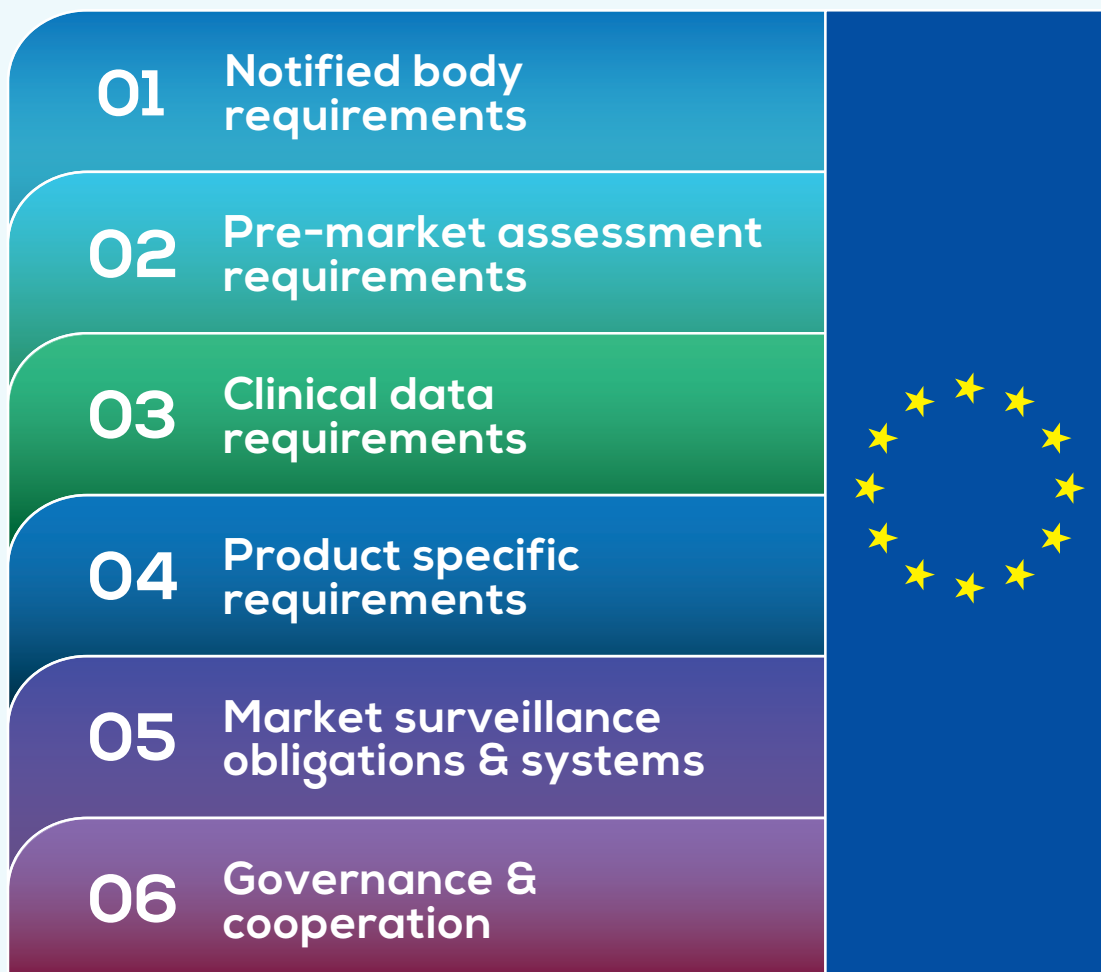 01
Notified body
requirements
02
Pre-market assessment
requirements
03
Clinical data
requirements
04
Product specific
requirements
05
Market surveillance
obligations & systems
06
Governance &
cooperation